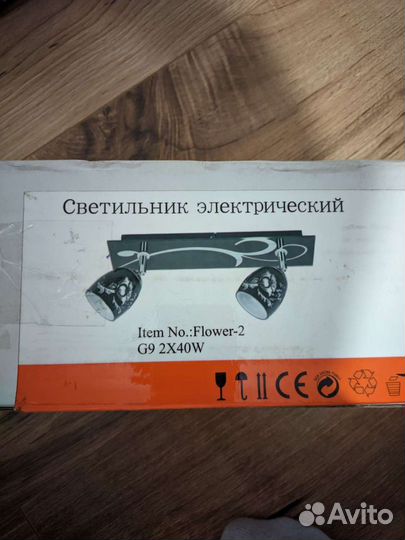 Светильник электрический
Item No.:Flower-2
G9 2X40W
CE
Avito